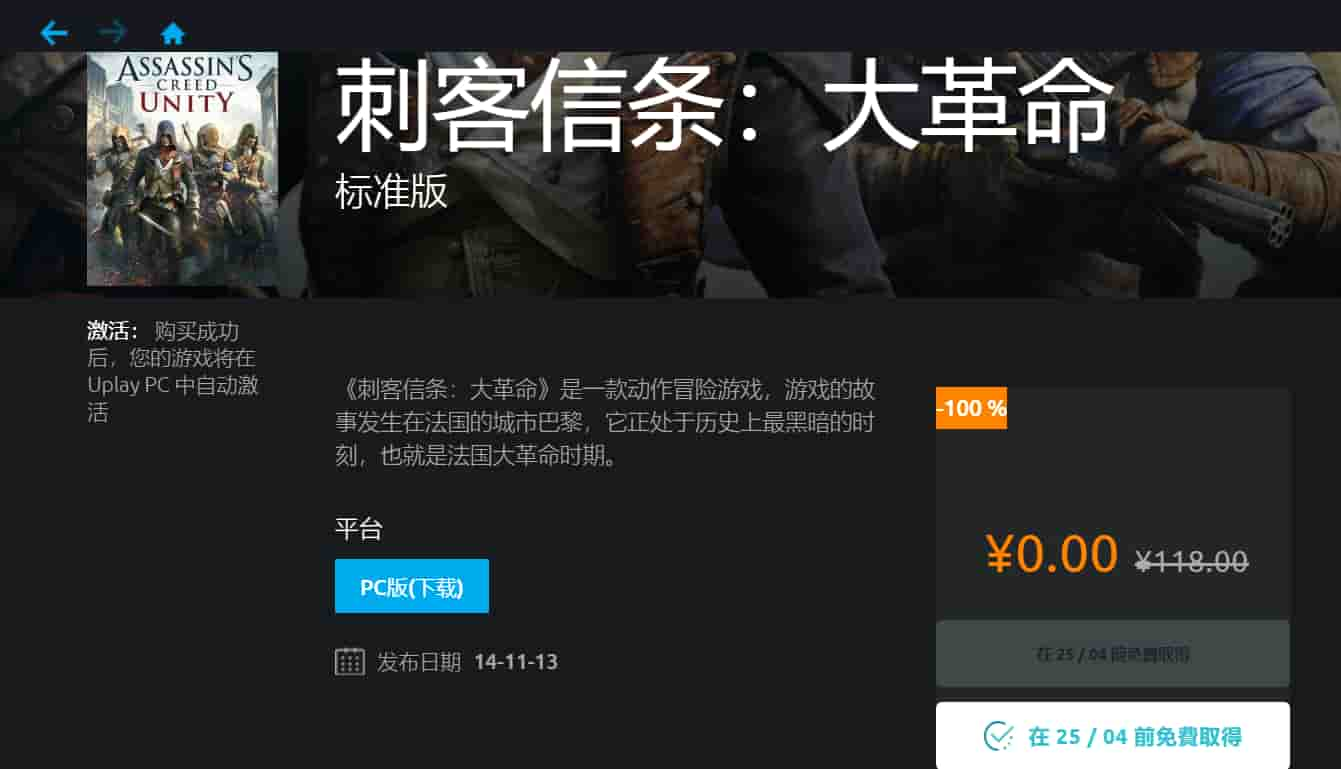 ASSASSIN'S
CREED
UNITY
刺客信条：大革命
标准版
激活： 购买成功
后，您的游戏将在
Uplay PC 中自动激
活
《刺客信条：大革命》是一款动作冒险游戏，游戏的故
事发生在法国的城市巴黎，它正处于历史上最黑暗的时
刻，也就是法国大革命时期。
平台
PC版(下载)
发布日期 14-11-13
-100 %
¥0.00 ¥118.00
在 25 / 04 前免費取得
在 25 / 04 前免費取得